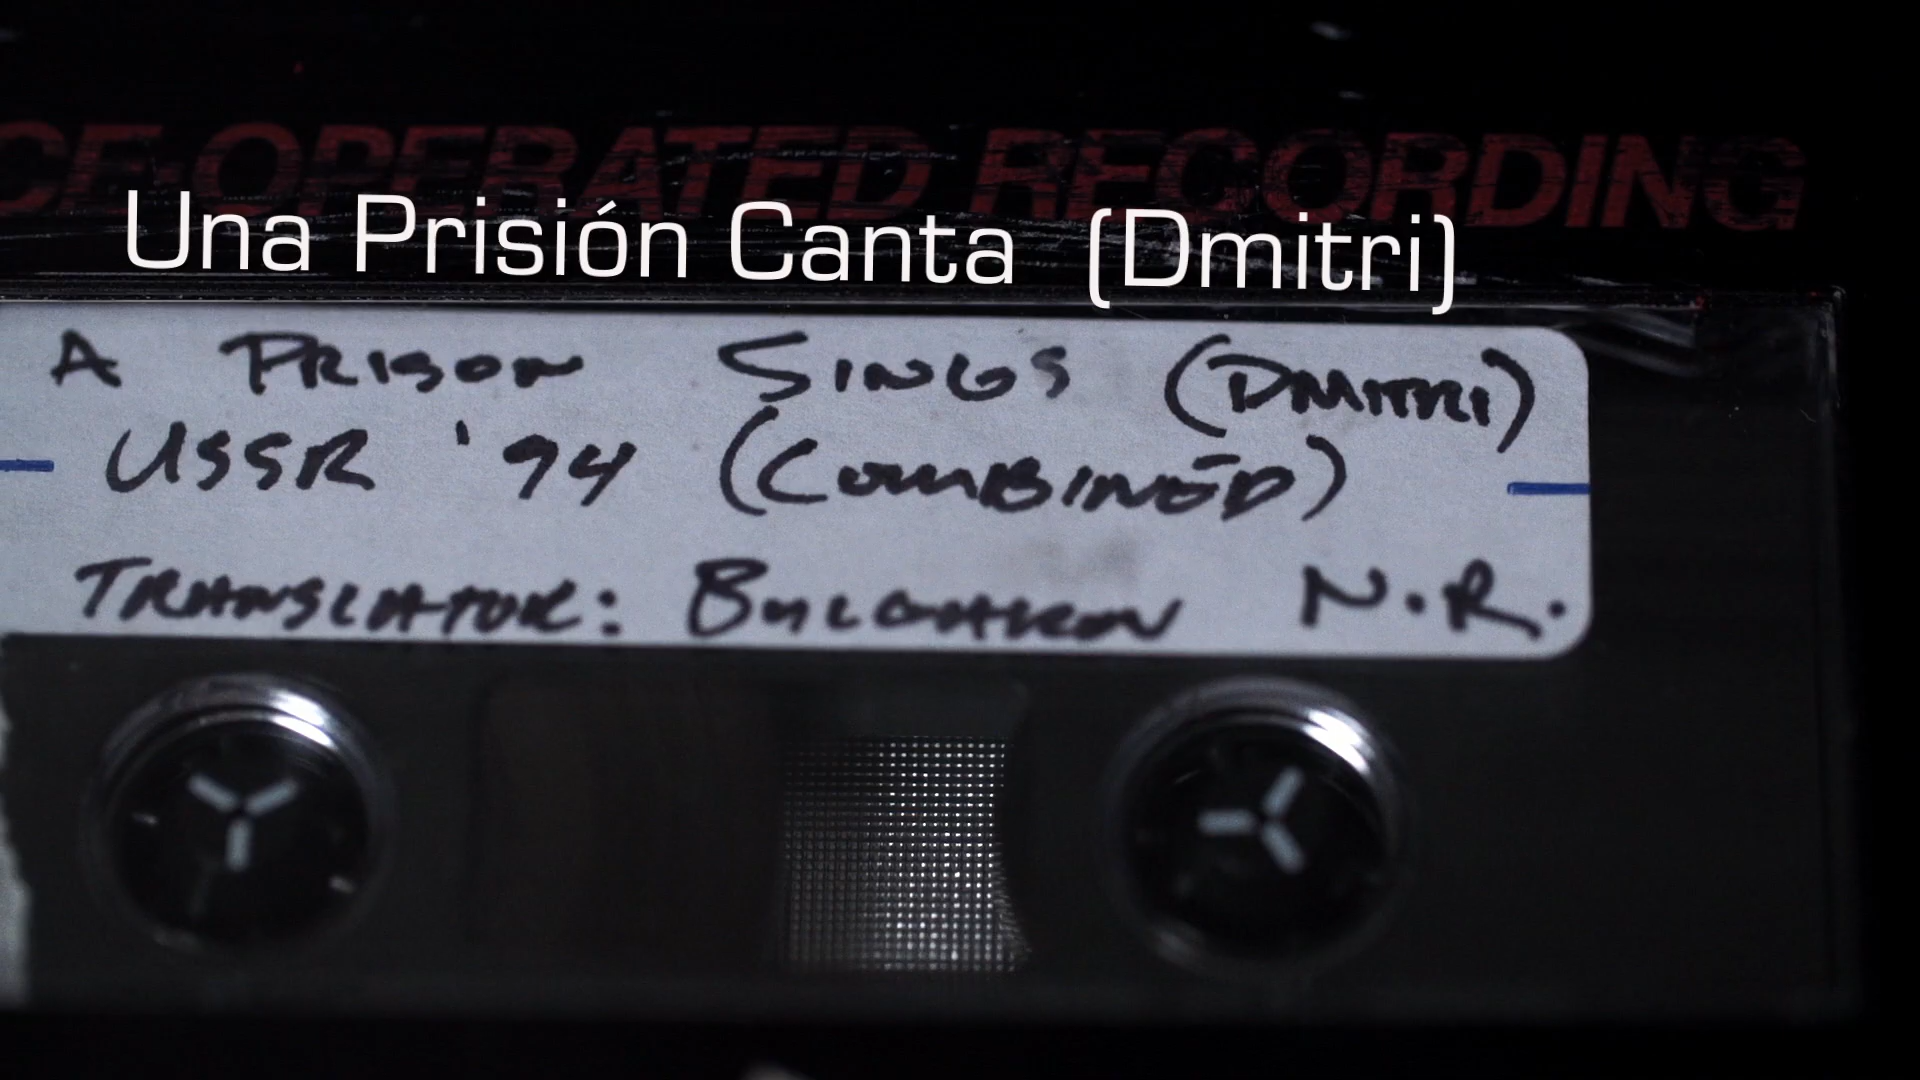 CE-OPERATED RECORDING
Una Prisión Canta (Dmitri)
A PRISON SINGS (DMITRI)
USSR '94 (COMBINED)
TRANSLATOR: N.R.